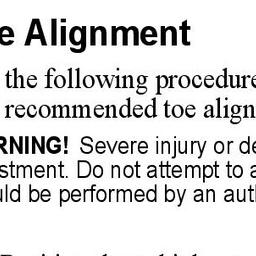 e Alignment
the following procedure
recommended toe align
RNING! Severe injury or de
stment. Do not attempt to a
uld be performed by an aut